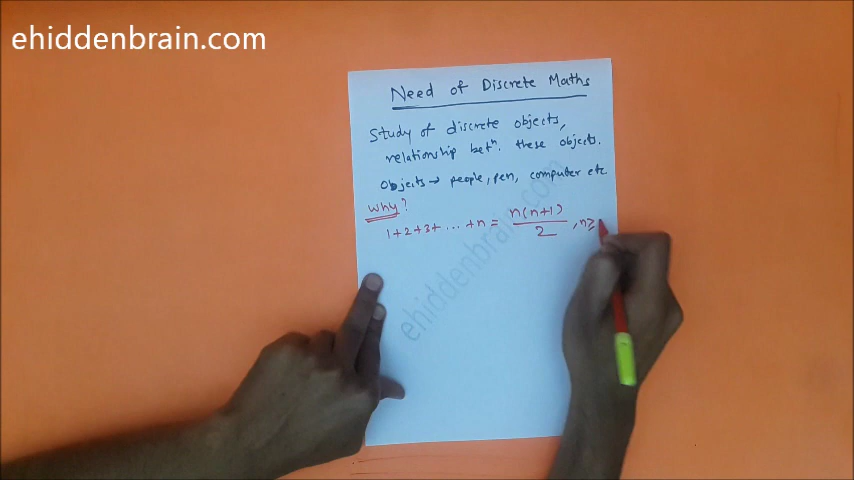 ehiddenbrain.com
Need of Discrete Maths
Study of discrete objects,
relationship betⁿ. these objects.
Objects → people, pen, computer etc
Why?
1+2+3+ ... +n = n(n+1)/2 , n≥
ehiddenbrain.com